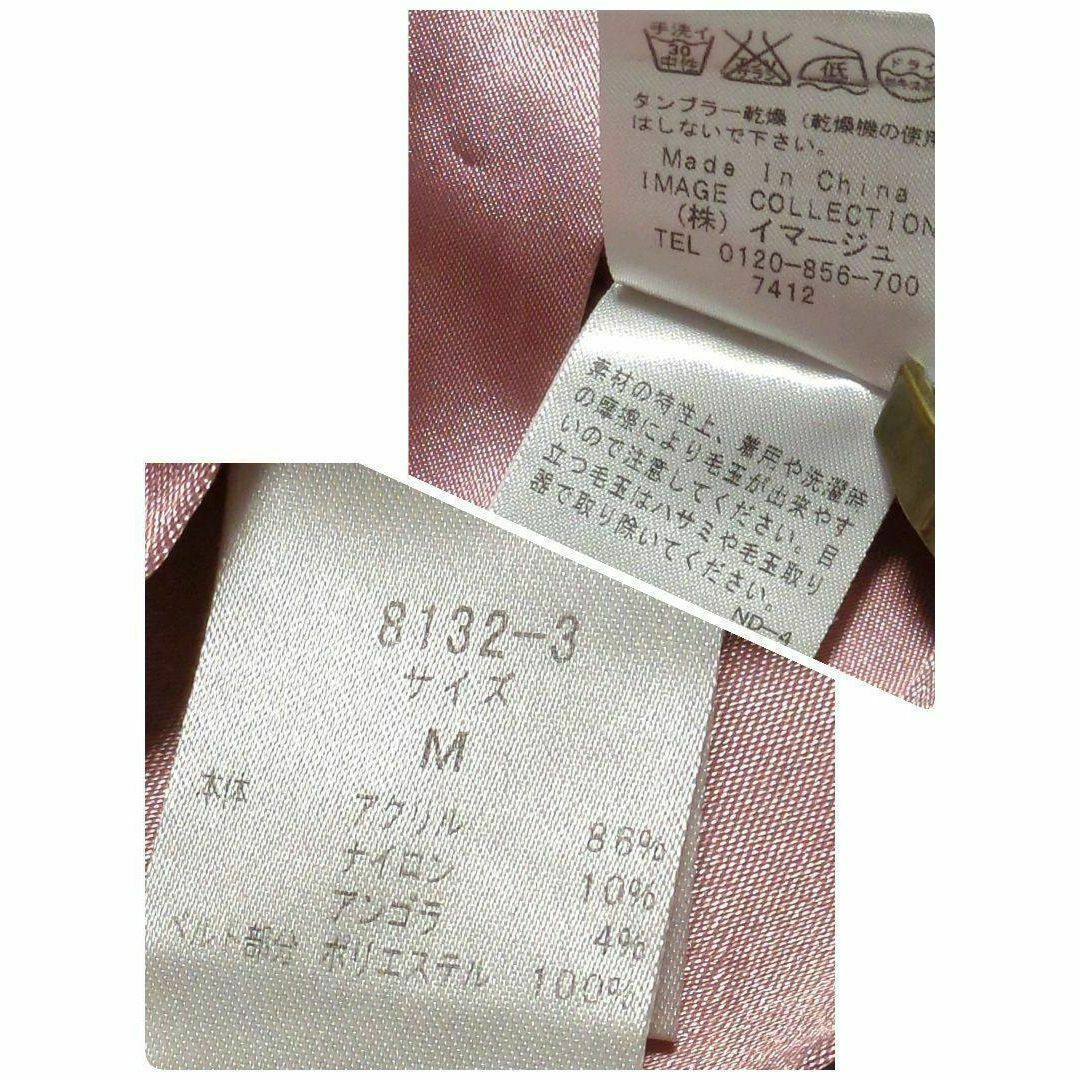 手洗イ
30
中性
エンソ
サラシ
低
ドライ
タンブラー乾燥(乾燥機の使用
はしないで下さい。
Made In China
IMAGE COLLECTION
(株)イマージュ
TEL 0120-856-700
7412
素材の特性上、着用や洗濯時
の摩擦により毛玉が出来やす
いので注意してください。目
立つ毛玉はハサミや毛玉取り
器で取り除いてください。
ND-4
8132-3
サイズ
M
本体 アクリル 86%
ナイロン 10%
アンゴラ 4%
ベルト部分 ポリエステル 100%